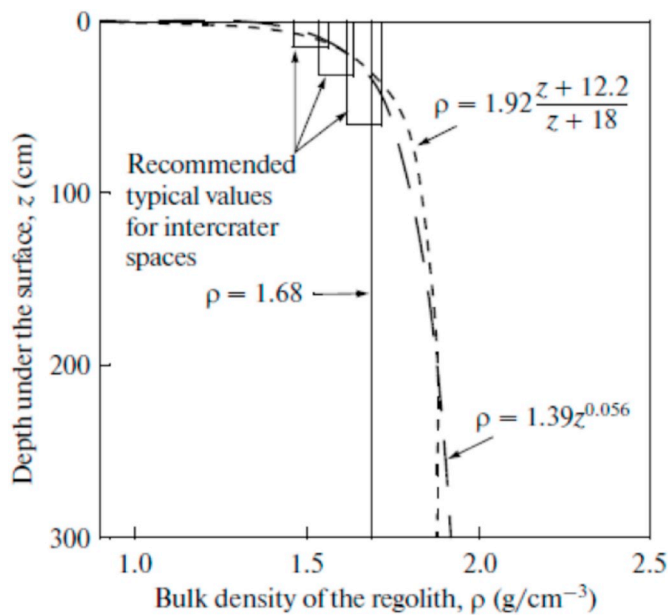 0
100
200
300
Depth under the surface, z (cm)
ρ = 1.92 z + 12.2 / z + 18
Recommended
typical values
for intercrater
spaces
ρ = 1.68
ρ = 1.39z^0.056
1.0 1.5 2.0 2.5
Bulk density of the regolith, ρ (g/cm⁻³)